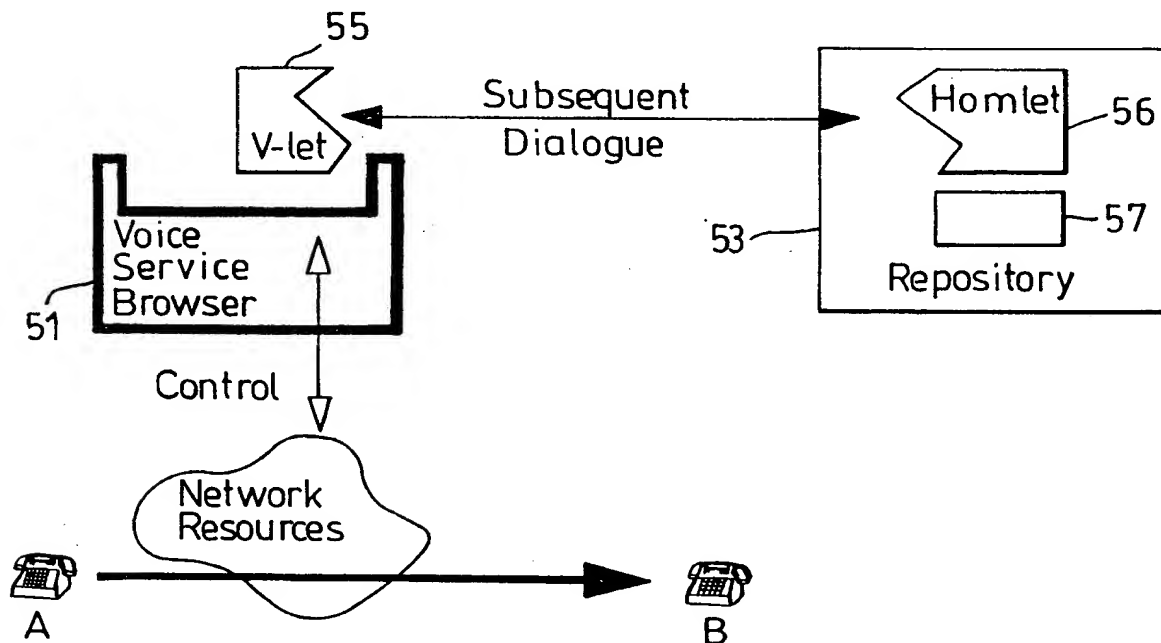 55
V-let
Subsequent
Dialogue
Homlet
56
57
53
Repository
Voice
Service
Browser
51
Control
Network
Resources
A
B